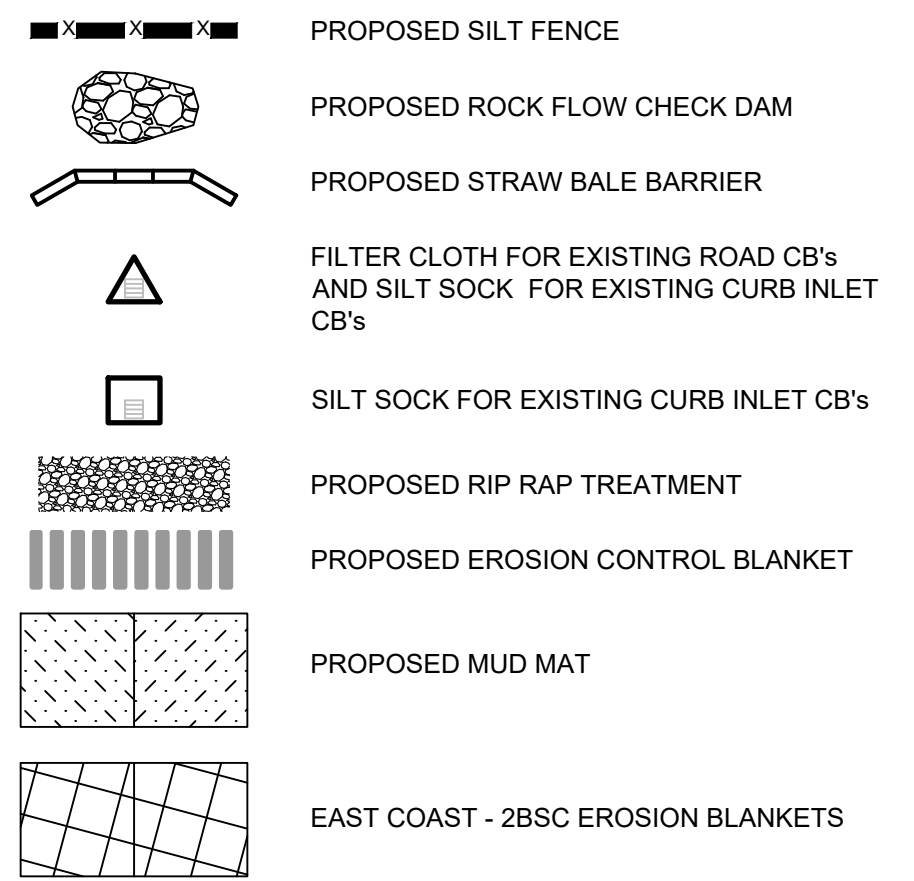 X X X PROPOSED SILT FENCE
PROPOSED ROCK FLOW CHECK DAM
PROPOSED STRAW BALE BARRIER
FILTER CLOTH FOR EXISTING ROAD CB's
AND SILT SOCK FOR EXISTING CURB INLET
CB's
SILT SOCK FOR EXISTING CURB INLET CB's
PROPOSED RIP RAP TREATMENT
PROPOSED EROSION CONTROL BLANKET
PROPOSED MUD MAT
EAST COAST - 2BSC EROSION BLANKETS